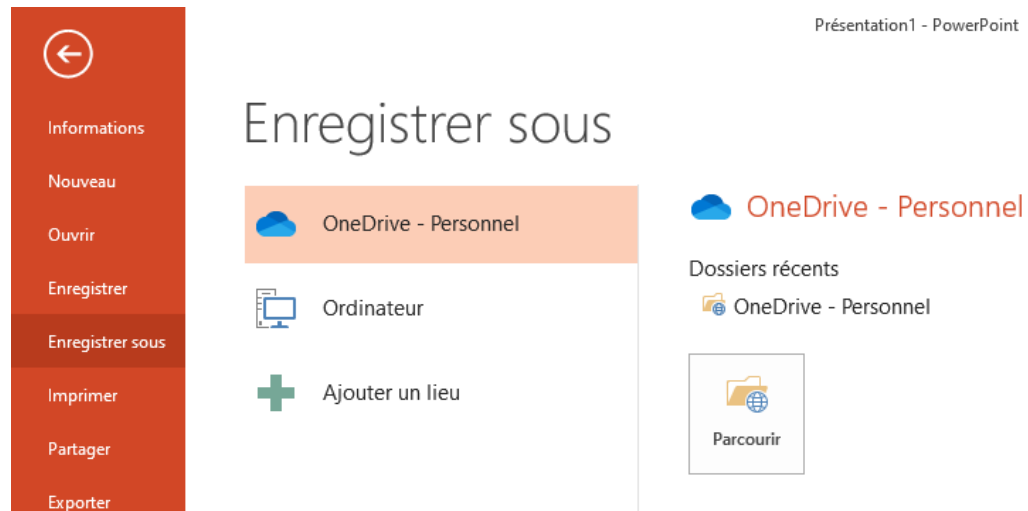 Présentation1 - PowerPoint
Informations
Nouveau
Ouvrir
Enregistrer
Enregistrer sous
Imprimer
Partager
Exporter
Enregistrer sous
OneDrive - Personnel
Ordinateur
Ajouter un lieu
OneDrive - Personnel
Dossiers récents
OneDrive - Personnel
Parcourir